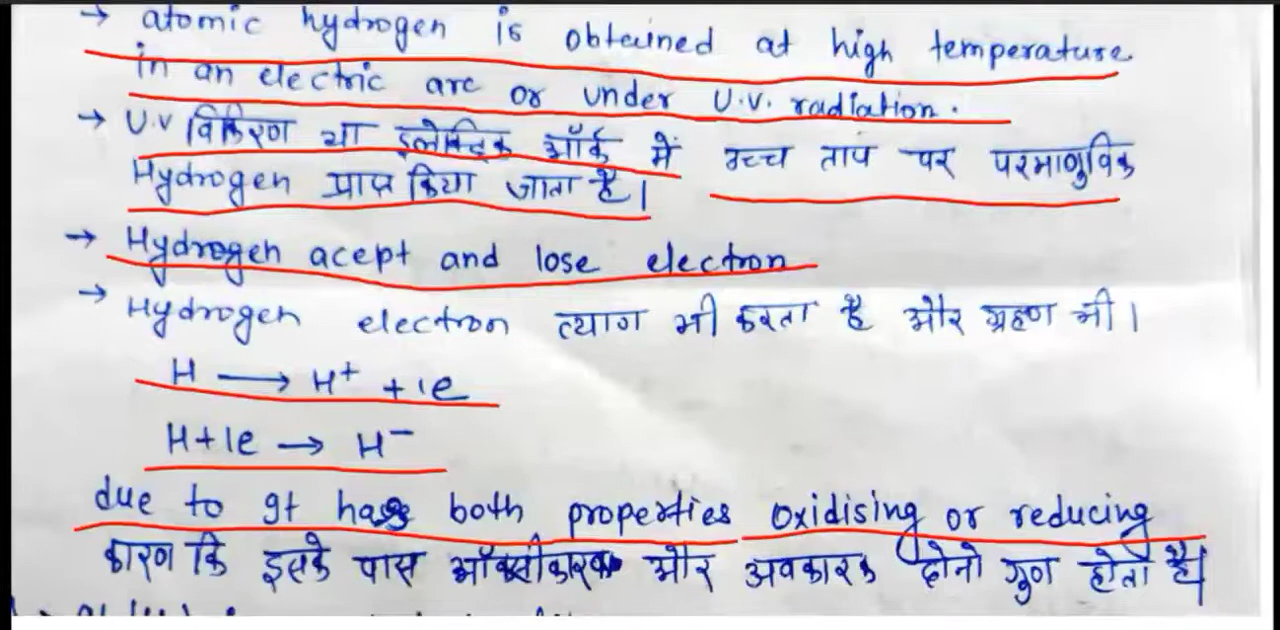 → atomic hydrogen is obtained at high temperature
in an electric arc or under U.V. radiation.
→ U.V विकिरण या इलेक्ट्रिक ऑर्क में उच्च ताप पर परमाणुविक
Hydrogen प्राप्त किया जाता है।
→ Hydrogen acept and lose electron
→ Hydrogen electron त्याग भी करता है और ग्रहण भी।
H ⟶ H⁺ + 1e
H+1e → H⁻
due to It has both properties oxidising or reducing
कारण कि इसके पास ऑक्सीकारक और अवकारक दोनो गुण होता है।